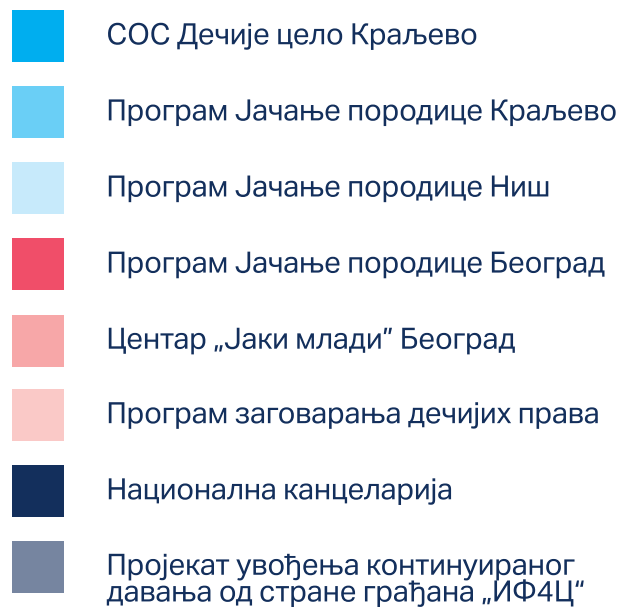 СОС Дечије цело Краљево
Програм Јачање породице Краљево
Програм Јачање породице Ниш
Програм Јачање породице Београд
Центар „Јаки млади” Београд
Програм заговарања дечијих права
Национална канцеларија
Пројекат увођења континуираног
давања од стране грађана „ИФ4Ц“